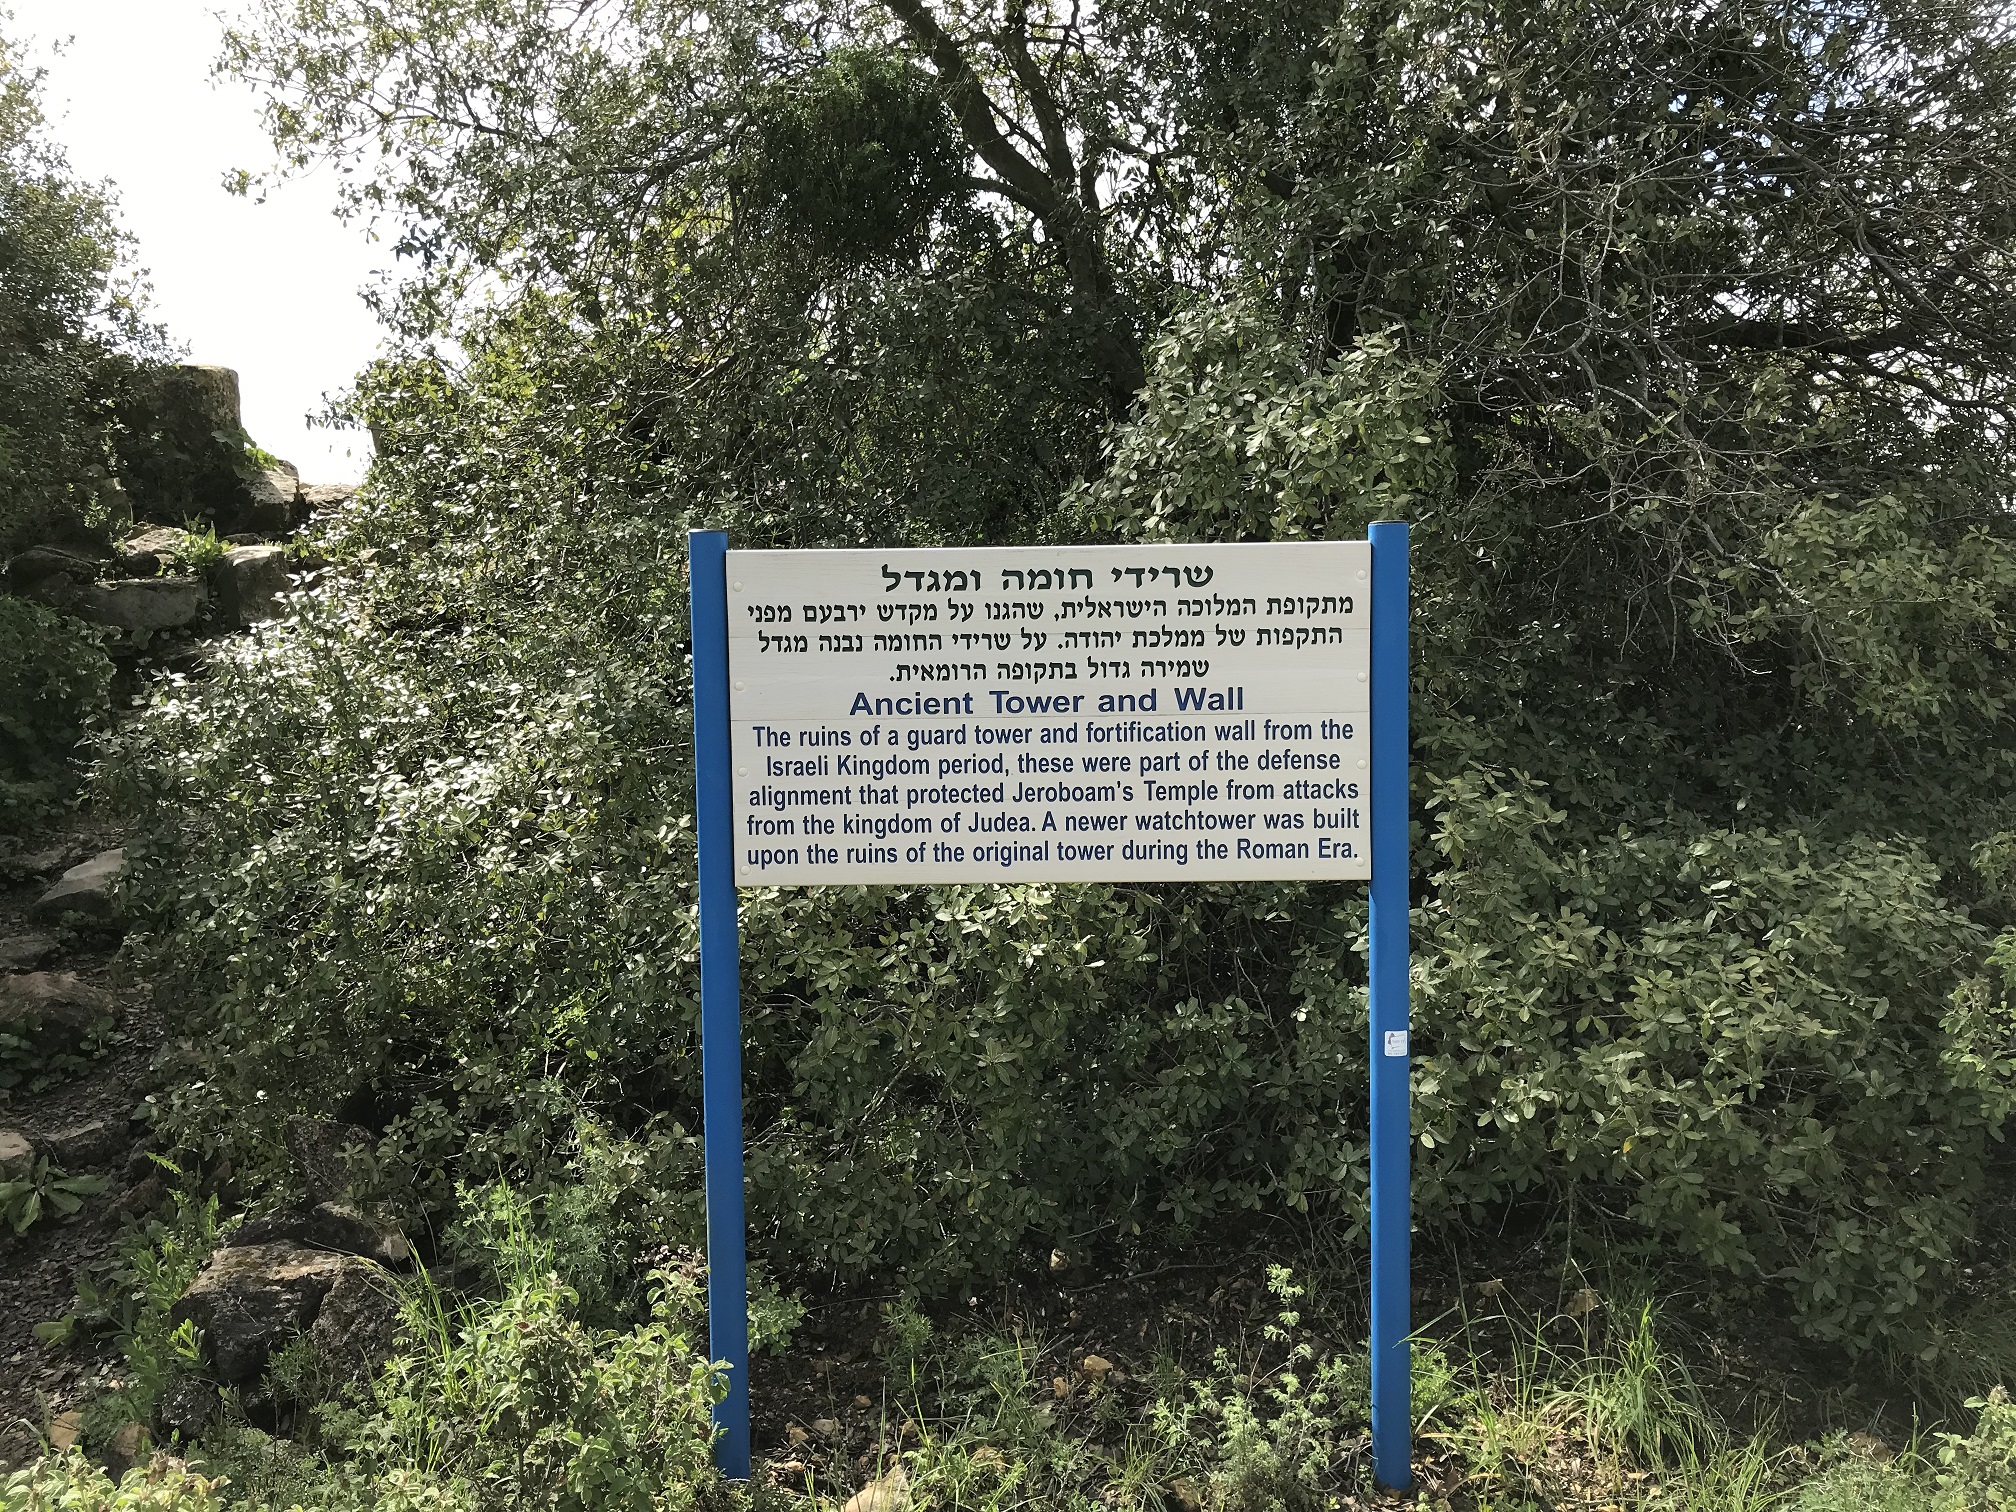 שרידי חומה ומגדל
מתקופת המלוכה הישראלית, שהגנו על מקדש ירבעם מפני
התקפות של ממלכת יהודה. על שרידי החומה נבנה מגדל
שמירה גדול בתקופה הרומאית.
Ancient Tower and Wall
The ruins of a guard tower and fortification wall from the
Israeli Kingdom period, these were part of the defense
alignment that protected Jeroboam's Temple from attacks
from the kingdom of Judea. A newer watchtower was built
upon the ruins of the original tower during the Roman Era.